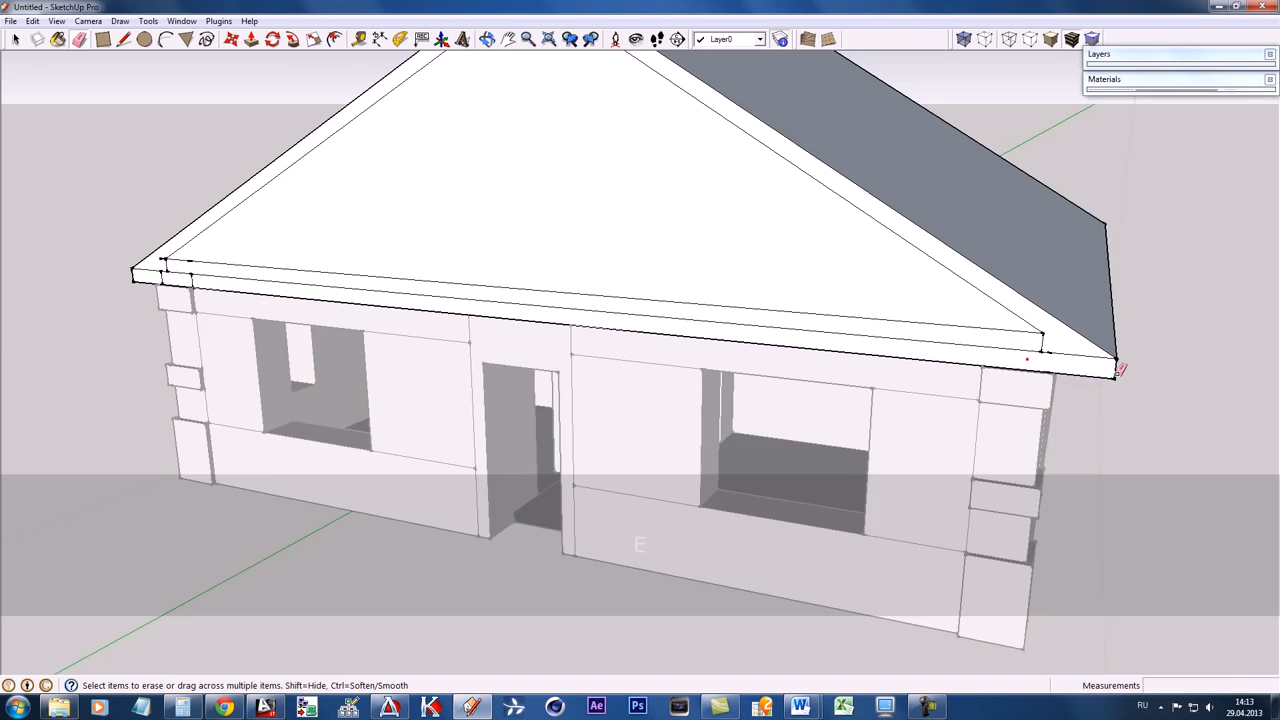 Untitled - SketchUp Pro
File Edit View Camera Draw Tools Window Plugins Help
Layer0
Layers
Materials
E
Select items to erase or drag across multiple items. Shift=Hide, Ctrl=Soften/Smooth
Measurements
RU
14:13
29.04.2013